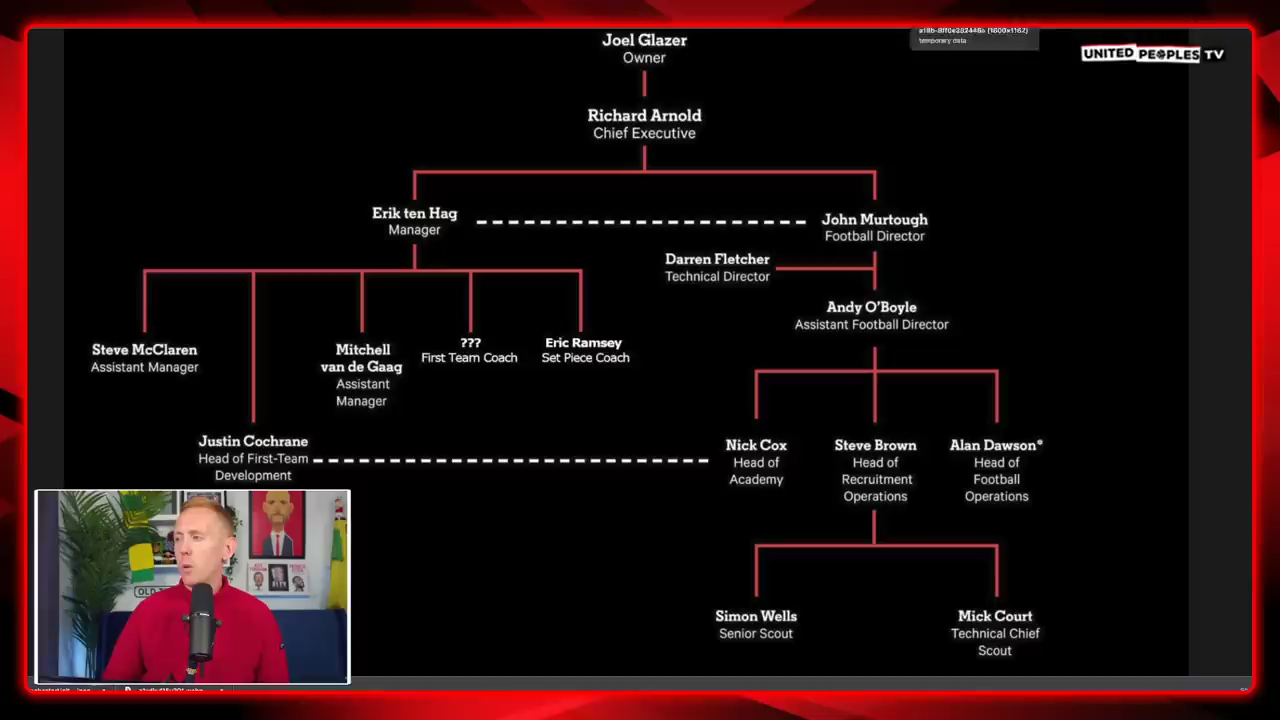 Joel Glazer
Owner
temporary data
UNITED PEOPLES TV
Richard Arnold
Chief Executive
Erik ten Hag
Manager
John Murtough
Football Director
Darren Fletcher
Technical Director
Andy O'Boyle
Assistant Football Director
Steve McClaren
Assistant Manager
Mitchell
van de Gaag
Assistant
Manager
???
First Team Coach
Eric Ramsey
Set Piece Coach
Justin Cochrane
Head of First-Team
Development
Nick Cox
Head of
Academy
Steve Brown
Head of
Recruitment
Operations
Alan Dawson*
Head of
Football
Operations
OLD
Simon Wells
Senior Scout
Mick Court
Technical Chief
Scout